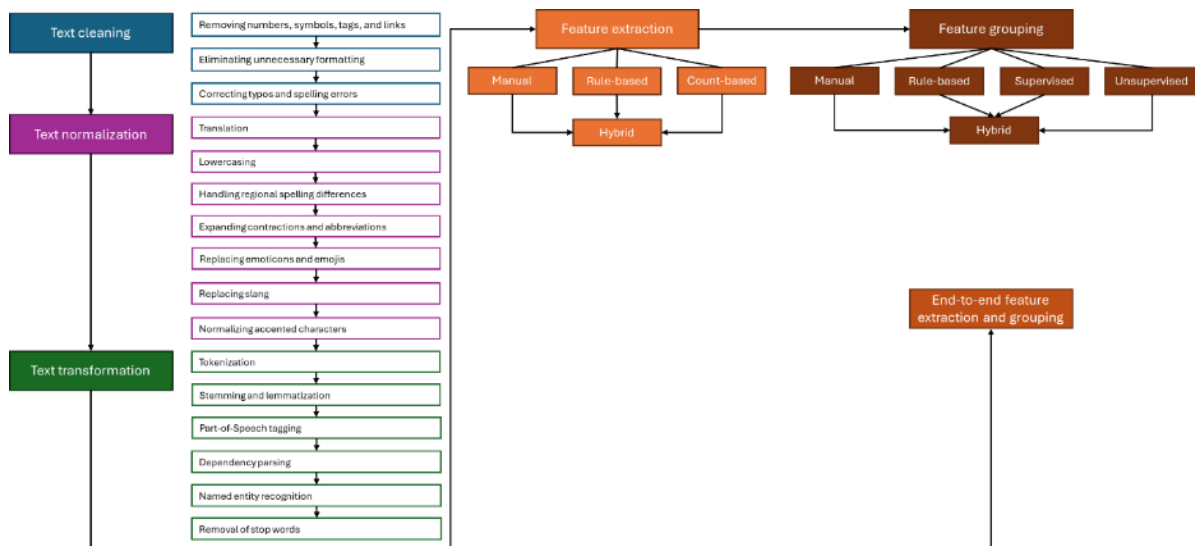 Text cleaning
Text normalization
Text transformation
Removing numbers, symbols, tags, and links
Eliminating unnecessary formatting
Correcting typos and spelling errors
Translation
Lowercasing
Handling regional spelling differences
Expanding contractions and abbreviations
Replacing emoticons and emojis
Replacing slang
Normalizing accented characters
Tokenization
Stemming and lemmatization
Part-of-Speech tagging
Dependency parsing
Named entity recognition
Removal of stop words
Feature extraction
Manual
Rule-based
Count-based
Hybrid
Feature grouping
Manual
Rule-based
Supervised
Unsupervised
Hybrid
End-to-end feature
extraction and grouping